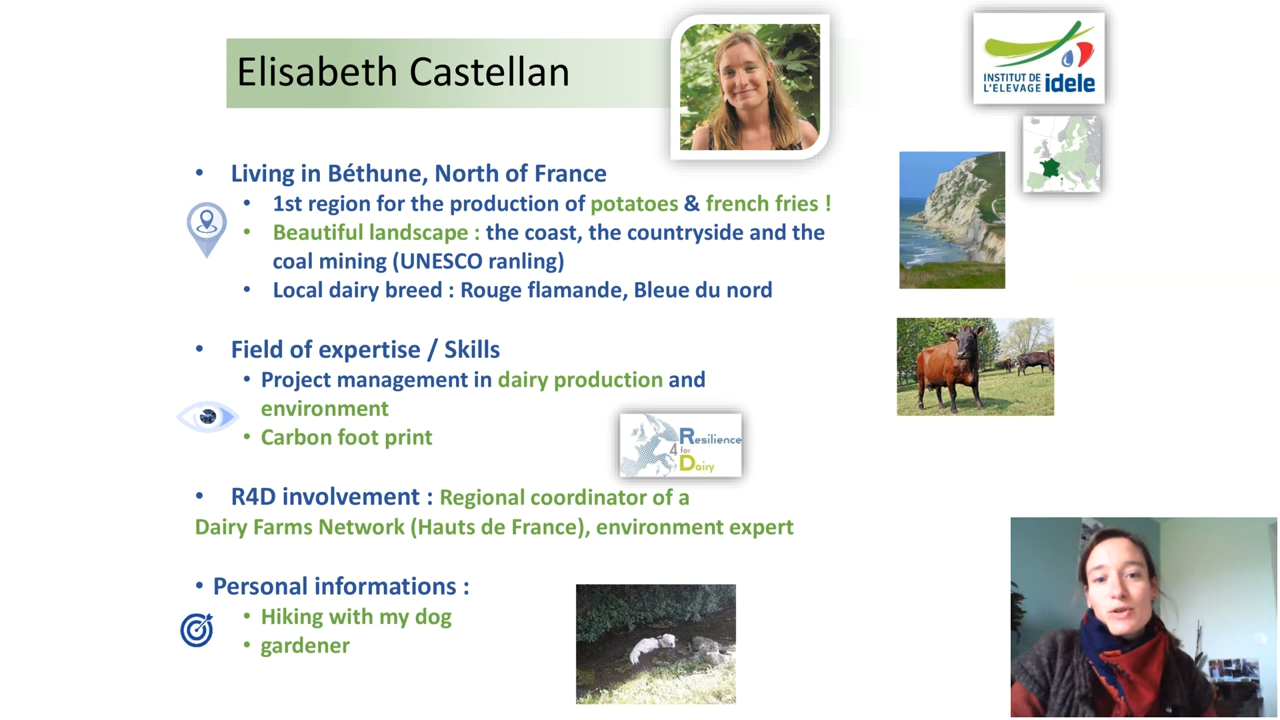 Elisabeth Castellan
INSTITUT DE
L'ELEVAGE idele
• Living in Béthune, North of France
• 1st region for the production of potatoes & french fries !
• Beautiful landscape : the coast, the countryside and the
coal mining (UNESCO ranling)
• Local dairy breed : Rouge flamande, Bleue du nord
• Field of expertise / Skills
• Project management in dairy production and
environment
• Carbon foot print
Resilience
4 for
Dairy
• R4D involvement : Regional coordinator of a
Dairy Farms Network (Hauts de France), environment expert
• Personal informations :
• Hiking with my dog
• gardener